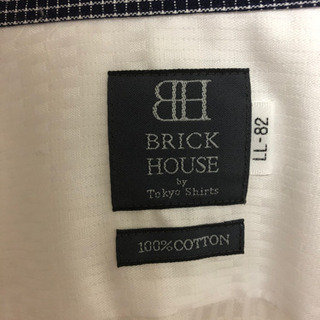 BH
BRICK
HOUSE
by
Tokyo Shirts
LL-82
100%COTTON